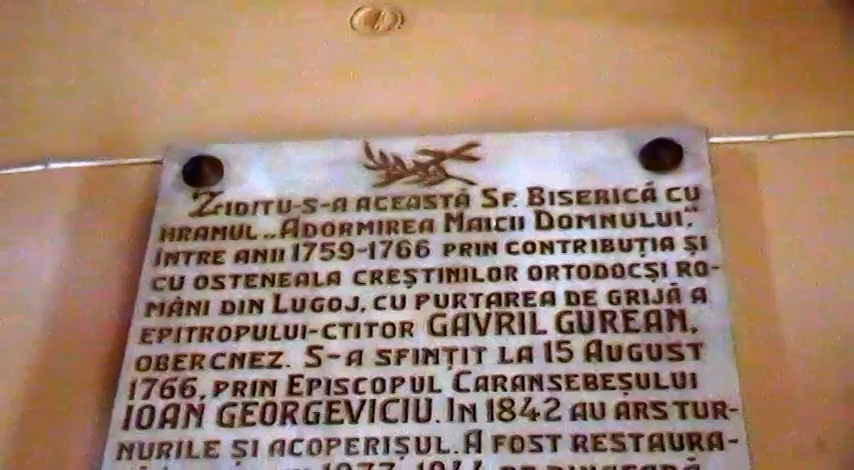 ZIDITU-S-A ACEASTĂ SF. BISERICĂ CU
HRAMUL „ADORMIREA MAICII DOMNULUI”,
ÎNTRE ANII 1759-1766 PRIN CONTRIBUȚIA ȘI
CU OSTENEALA CREȘTINILOR ORTODOCȘI RO-
MÂNI DIN LUGOJ, CU PURTAREA DE GRIJĂ A
EPITROPULUI-CTITOR GAVRIL GUREAN,
OBERCNEZ. S-A SFINȚIT LA 15 AUGUST
1766, PRIN EPISCOPUL CARANSEBEȘULUI
IOAN GEORGEVICIU. ÎN 1842 AU ARS TUR-
NURILE ȘI ACOPERIȘUL. A FOST RESTAURA-